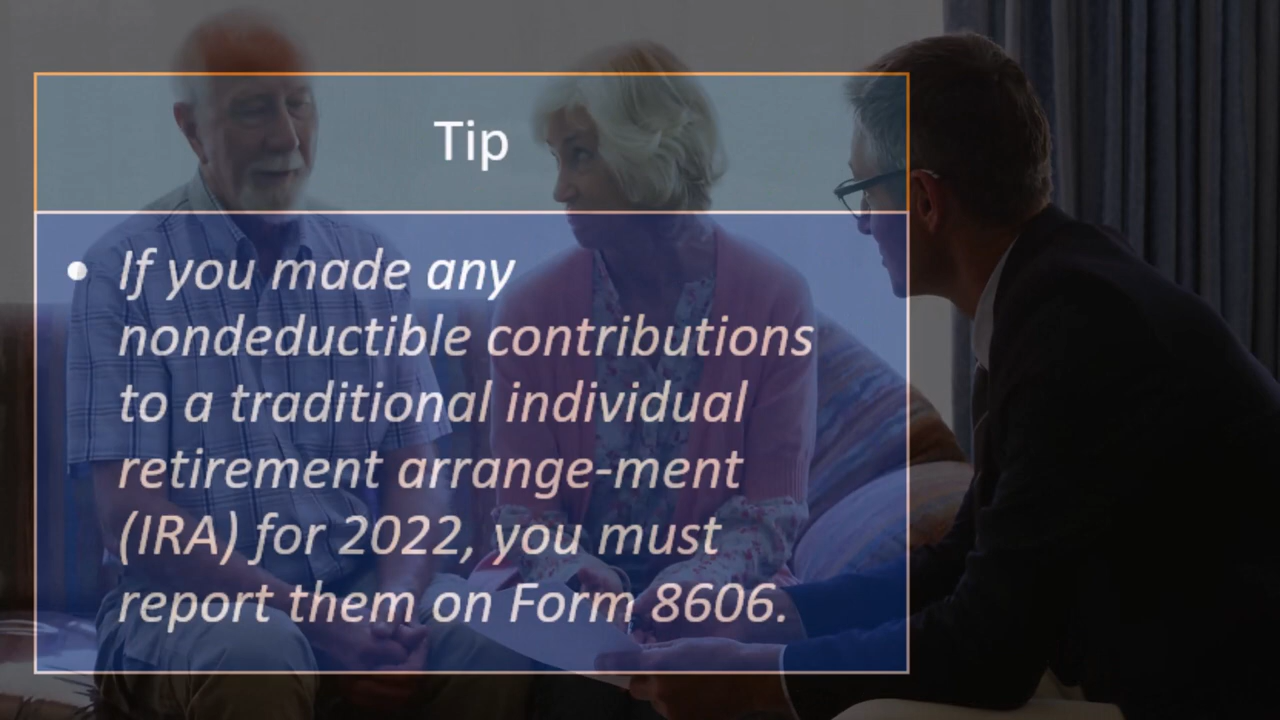 Tip
• If you made any
nondeductible contributions
to a traditional individual
retirement arrange-ment
(IRA) for 2022, you must
report them on Form 8606.